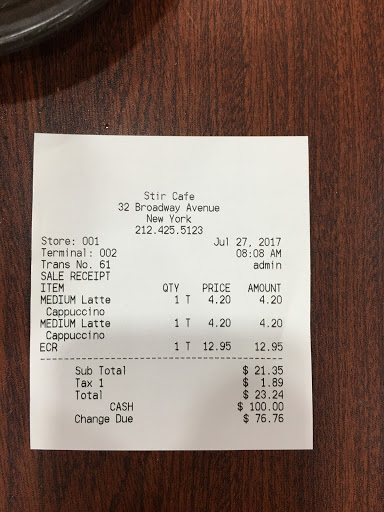 Stir Cafe
32 Broadway Avenue
New York
212.425.5123
Store: 001 Jul 27, 2017
Terminal: 002 08:08 AM
Trans No. 61 admin
SALE RECEIPT
ITEM QTY PRICE AMOUNT
MEDIUM Latte 1 T 4.20 4.20
Cappuccino
MEDIUM Latte 1 T 4.20 4.20
Cappuccino
ECR 1 T 12.95 12.95
Sub Total $ 21.35
Tax 1 $ 1.89
Total $ 23.24
CASH $ 100.00
Change Due $ 76.76